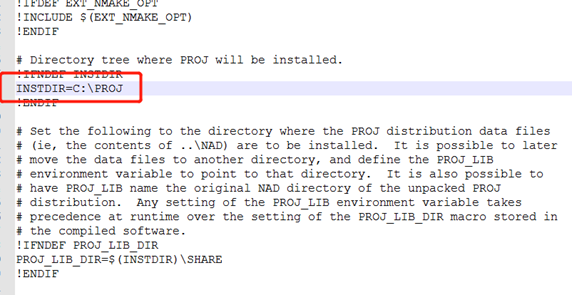 !IFDEF EXT_NMAKE_OPT
!INCLUDE $(EXT_NMAKE_OPT)
!ENDIF
# Directory tree where PROJ will be installed.
!IFNDEF INSTDIR
INSTDIR=C:\PROJ
!ENDIF
# Set the following to the directory where the PROJ distribution data files
# (ie, the contents of ..\NAD) are to be installed.  It is possible to later
# move the data files to another directory, and define the PROJ_LIB
# environment variable to point to that directory.  It is also possible to
# have PROJ_LIB name the original NAD directory of the unpacked PROJ
# distribution.  Any setting of the PROJ_LIB environment variable takes
# precedence at runtime over the setting of the PROJ_LIB_DIR macro stored in
# the compiled software.
!IFNDEF PROJ_LIB_DIR
PROJ_LIB_DIR=$(INSTDIR)\SHARE
!ENDIF